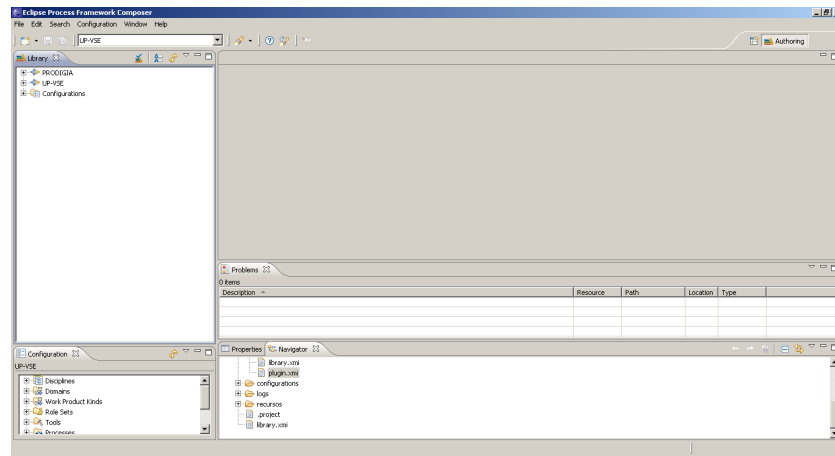 Eclipse Process Framework Composer
File Edit Search Configuration Window Help
UP-VSE
Authoring
Library
PRODIGIA
UP-VSE
Configurations
Problems
0 items
Description Resource Path Location Type
Configuration
UP-VSE
Disciplines
Domains
Work Product Kinds
Role Sets
Tools
Processes
Properties Navigator
library.xmi
plugin.xmi
configurations
logs
recursos
.project
library.xmi